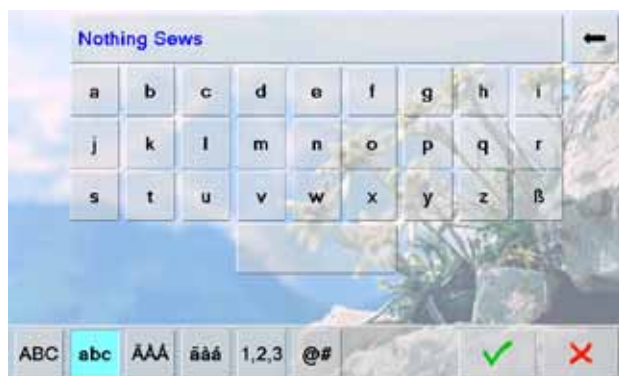 Nothing Sews
a b c d e f g h i
j k l m n o p q r
s t u v w x y z ß
ABC abc ÄÀÁ äàá 1,2,3 @#